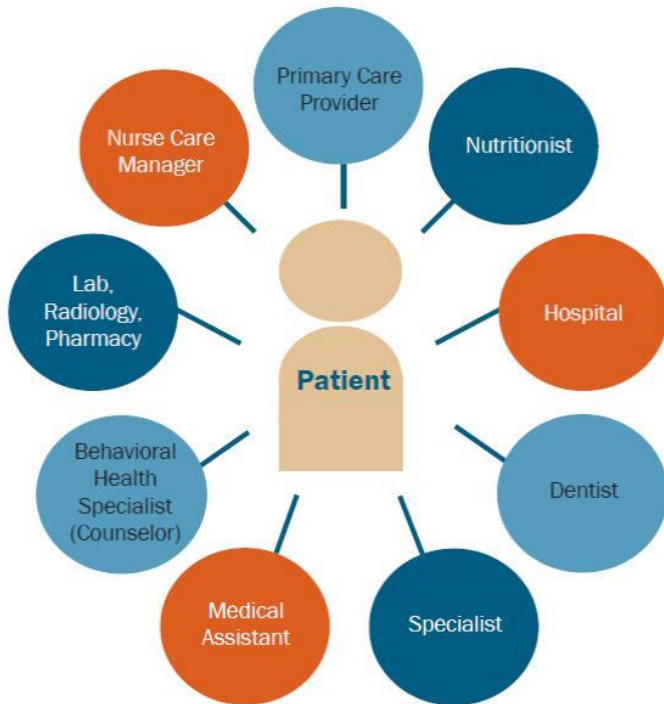 Primary Care
Provider
Nutritionist
Hospital
Dentist
Specialist
Medical
Assistant
Behavioral
Health
Specialist
(Counselor)
Lab,
Radiology,
Pharmacy
Nurse Care
Manager
Patient